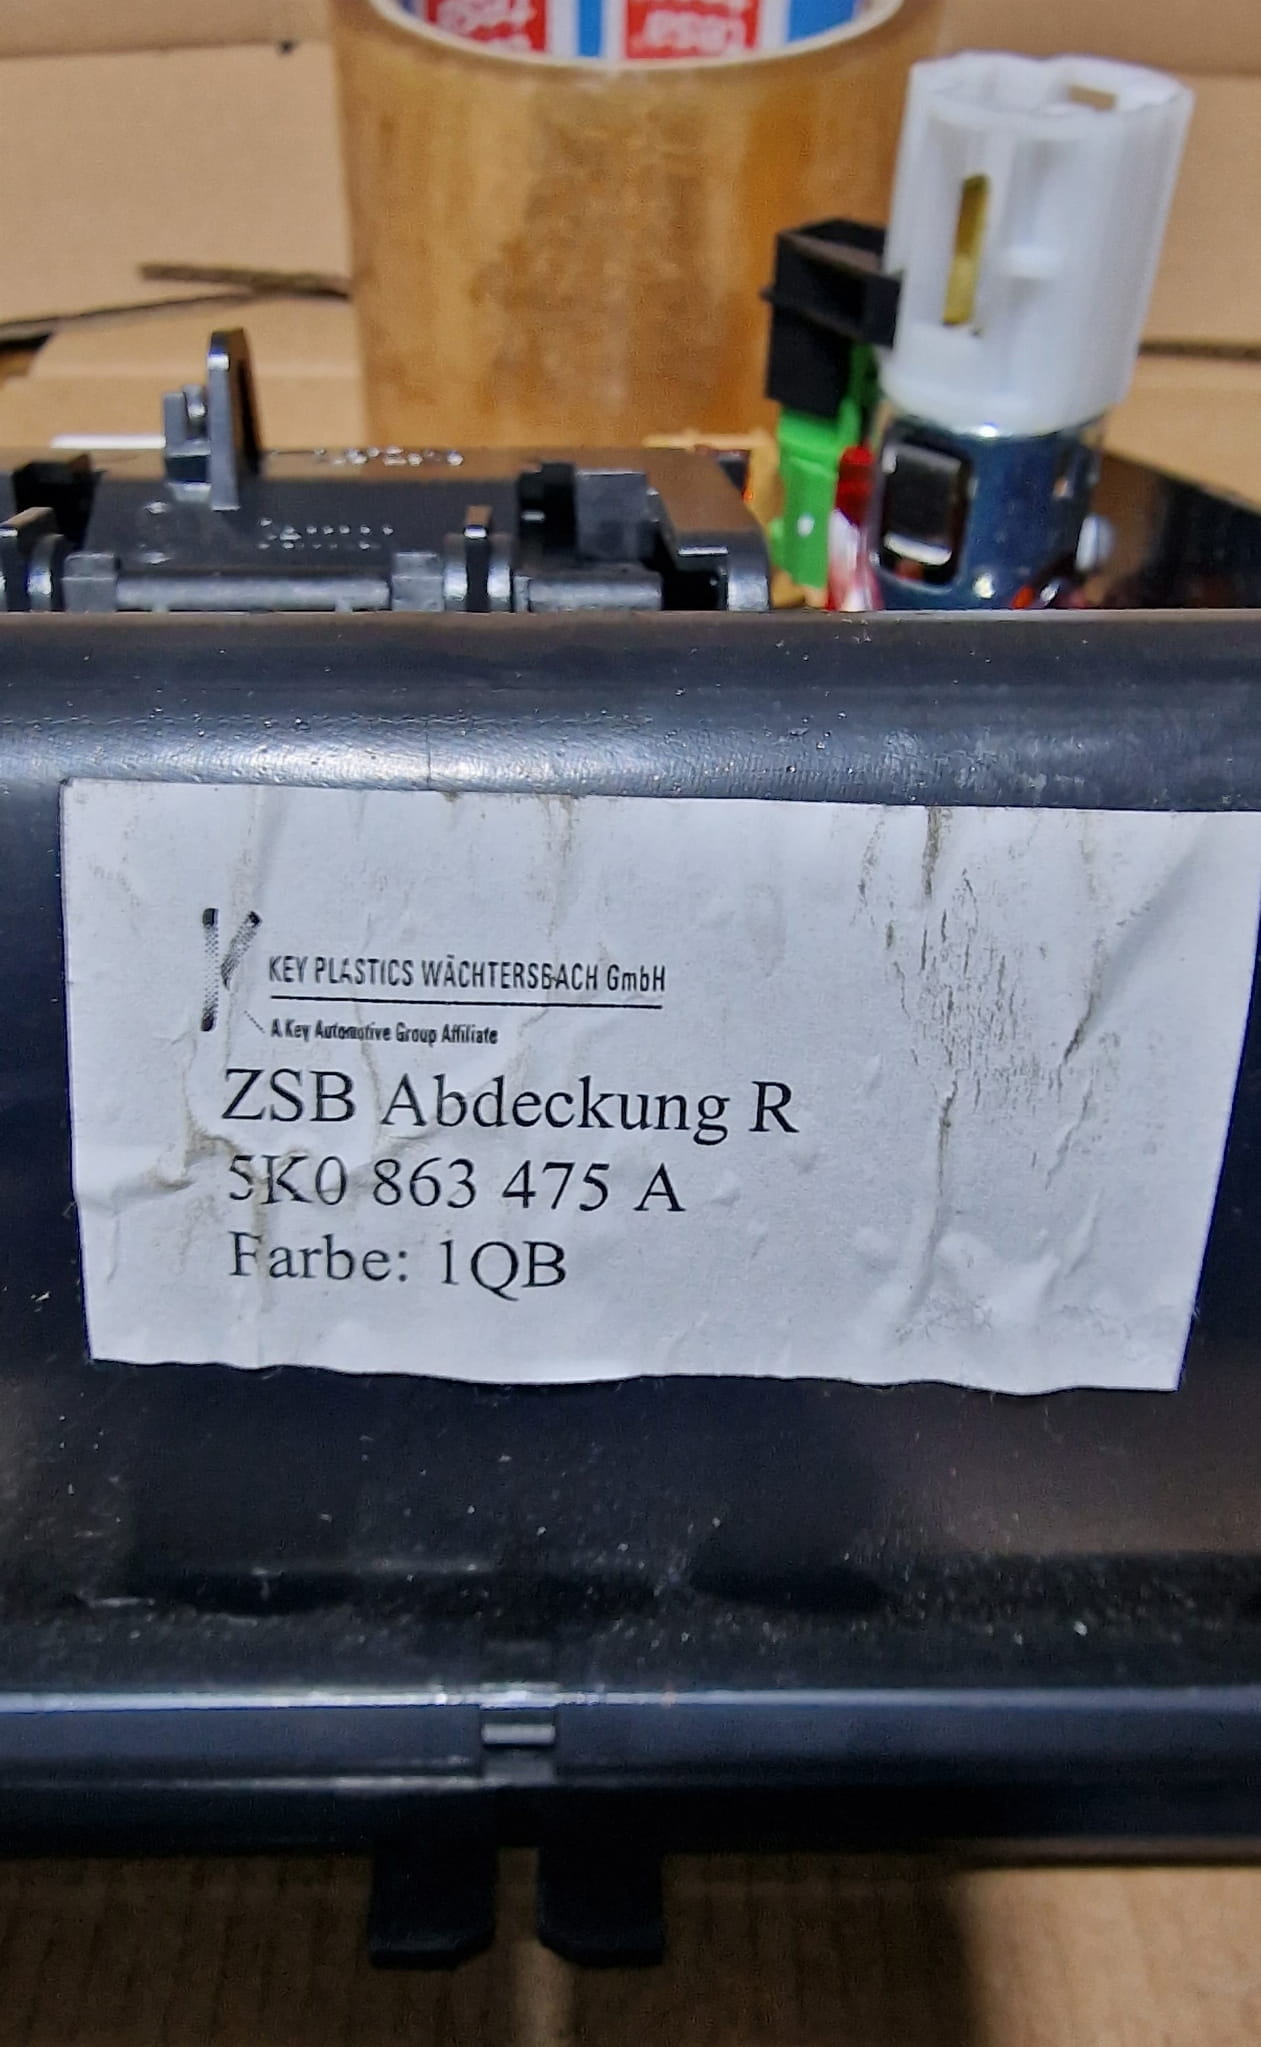 KEY PLASTICS WÄCHTERSBACH GmbH
A Key Automotive Group Affiliate
ZSB Abdeckung R
5K0 863 475 A
Farbe: 1QB